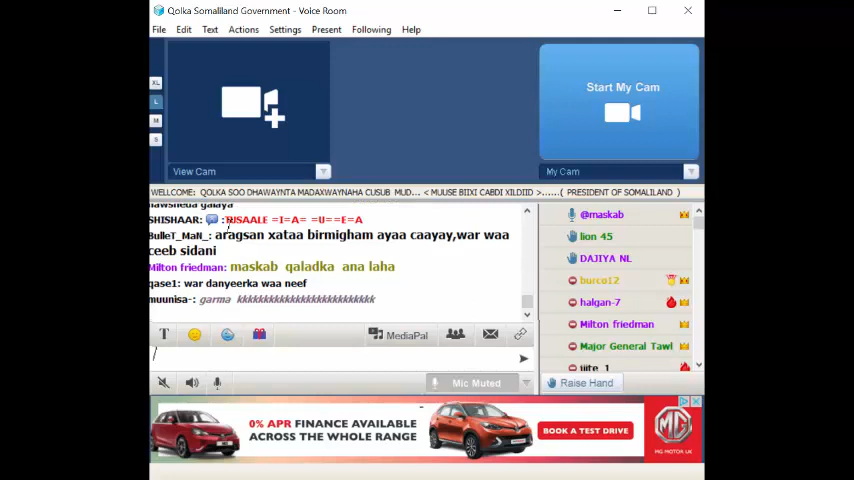 Qolka Somaliland Government - Voice Room
File Edit Text Actions Settings Present Following Help
XL
L
M
S
Start My Cam
View Cam
My Cam
WELLCOME: QOLKA SOO DHAWAYNTA MADAXWAYNAHA CUSUB MUD... < MUUSE BIIXI CABDI XILDIID >......( PRESIDENT OF SOMALILAND )
hawsheda galaya
SHISHAAR: :RISAALE =I=A= =U==E=A
BulleT_MaN_: aragsan xataa birmigham ayaa caayay,war waa
ceeb sidani
Milton friedman: maskab qaladka ana laha
qase1: war danyeerka waa neef
muunisa-: garma kkkkkkkkkkkkkkkkkkkkkkkkkk
@maskab
lion 45
DAJIYA NL
burco12
halgan-7
Milton friedman
Major General Tawl
T
MediaPal
/
Mic Muted
Raise Hand
0% APR FINANCE AVAILABLE
ACROSS THE WHOLE RANGE
BOOK A TEST DRIVE
MG
MG MOTOR UK